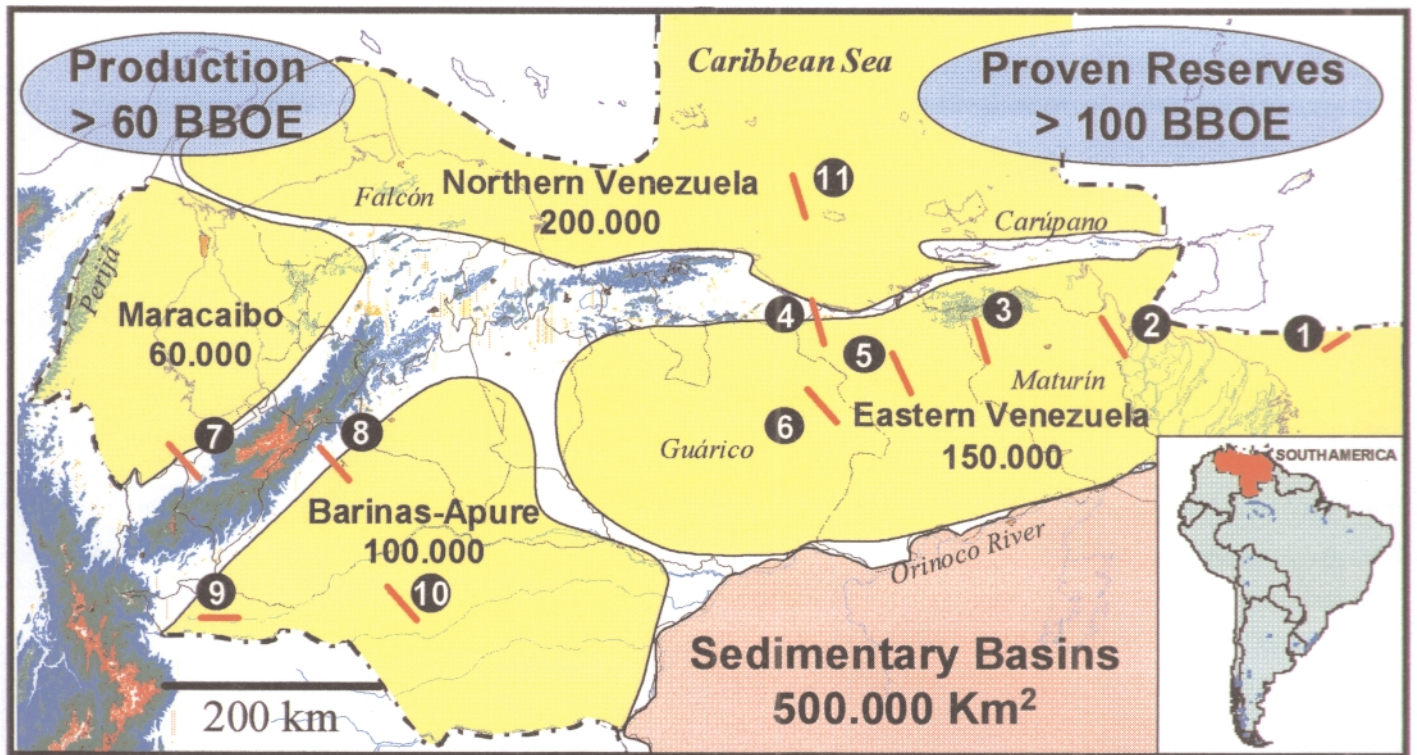 Production
> 60 BBOE
Caribbean Sea
Proven Reserves
> 100 BBOE
Falcón
Northern Venezuela
200.000
11
Carúpano
Perijá
Maracaibo
60.000
4
5
3
2
1
Maturín
6
Eastern Venezuela
150.000
Guárico
7
8
Barinas-Apure
100.000
9
10
Orinoco River
SOUTH AMERICA
Sedimentary Basins
500.000 Km²
200 km